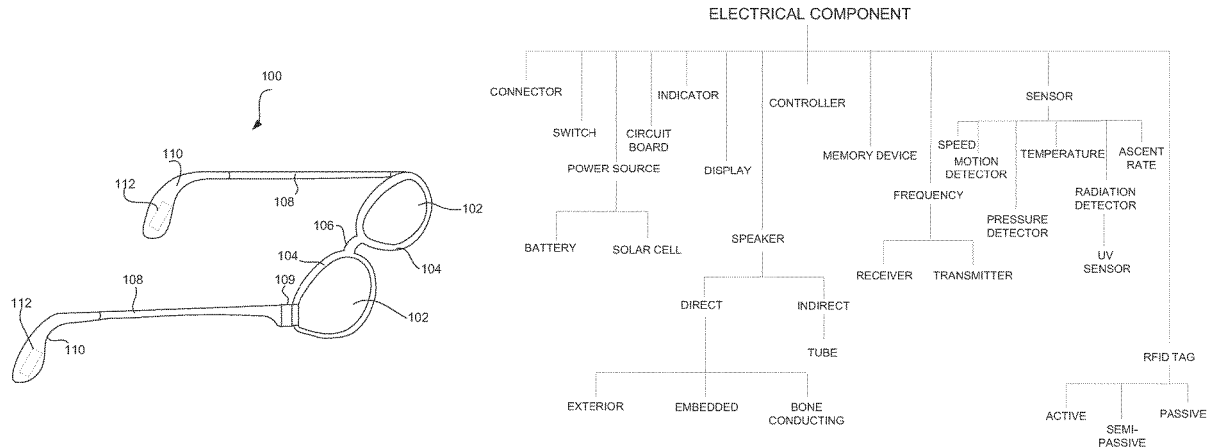 100
110
112
108
102
106
104
104
109
108
102
112
110
ELECTRICAL COMPONENT
CONNECTOR
SWITCH
POWER SOURCE
BATTERY
SOLAR CELL
CIRCUIT
BOARD
INDICATOR
DISPLAY
SPEAKER
DIRECT
INDIRECT
TUBE
EXTERIOR
EMBEDDED
BONE
CONDUCTING
CONTROLLER
MEMORY DEVICE
FREQUENCY
RECEIVER
TRANSMITTER
SENSOR
SPEED
MOTION
DETECTOR
PRESSURE
DETECTOR
TEMPERATURE
RADIATION
DETECTOR
UV
SENSOR
ASCENT
RATE
RFID TAG
ACTIVE
SEMI-
PASSIVE
PASSIVE